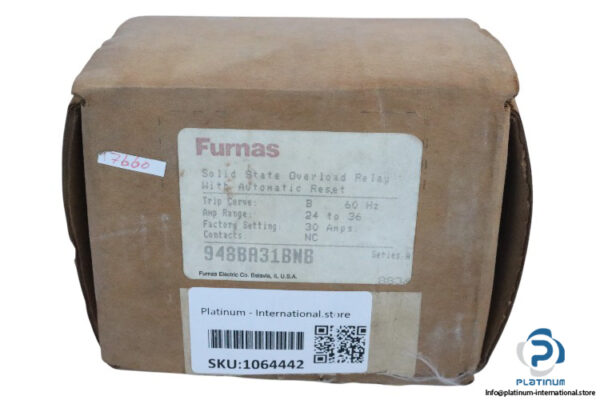 7660
Furnas
Solid State Overload Relay
With Automatic Reset
Trip Curve: B 60 Hz
Amp Range: 24 to 36
Factory Setting 30 Amps
Contacts NC
948BA31BNB Series A
Furnas Electric Co. Batavia, IL U.S.A.
Platinum - International.store
SKU:1064442
PLATINUM
Info@platinum-international.store